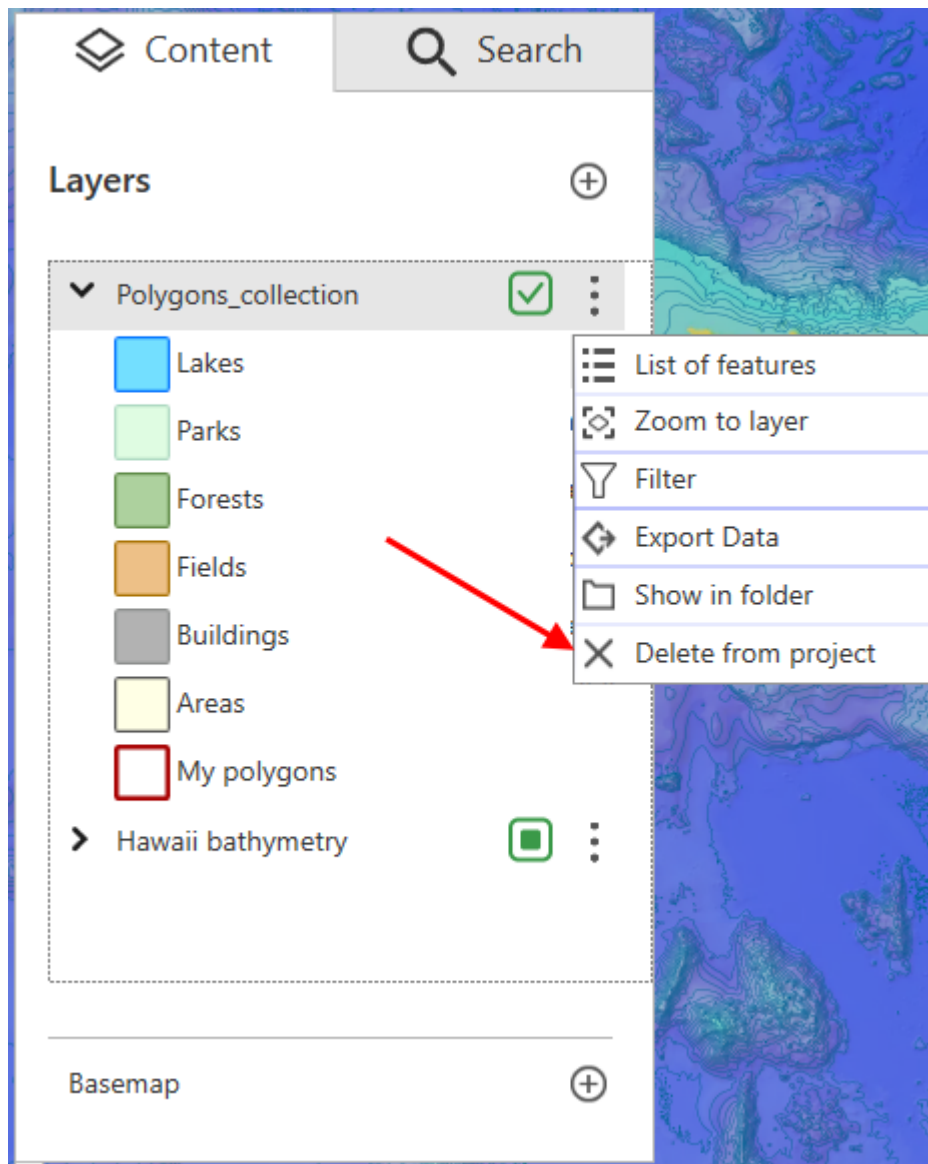 Content
Search
Layers
Polygons_collection
Lakes
Parks
Forests
Fields
Buildings
Areas
My polygons
Hawaii bathymetry
List of features
Zoom to layer
Filter
Export Data
Show in folder
Delete from project
Basemap